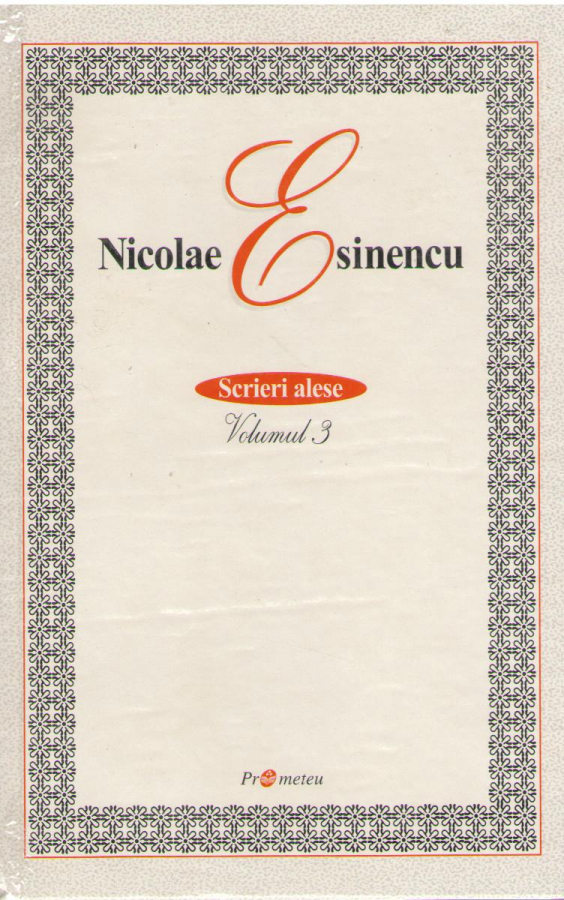 Nicolae Esinencu
Scrieri alese
Volumul 3
Prometeu